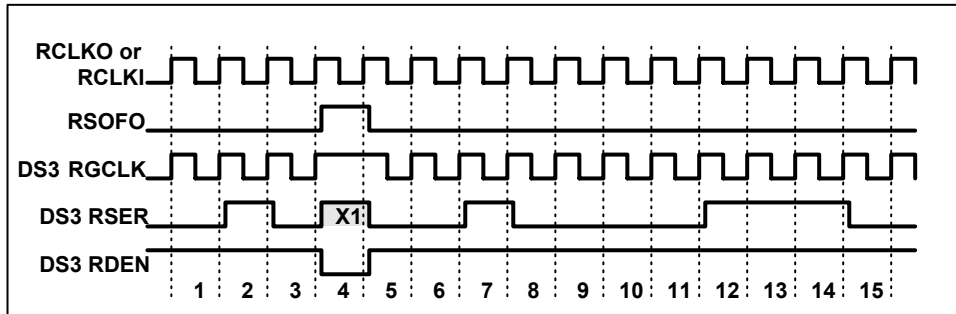 RCLKO or
RCLKI
RSOFO
DS3 RGCLK
DS3 RSER X1
DS3 RDEN
1 2 3 4 5 6 7 8 9 10 11 12 13 14 15